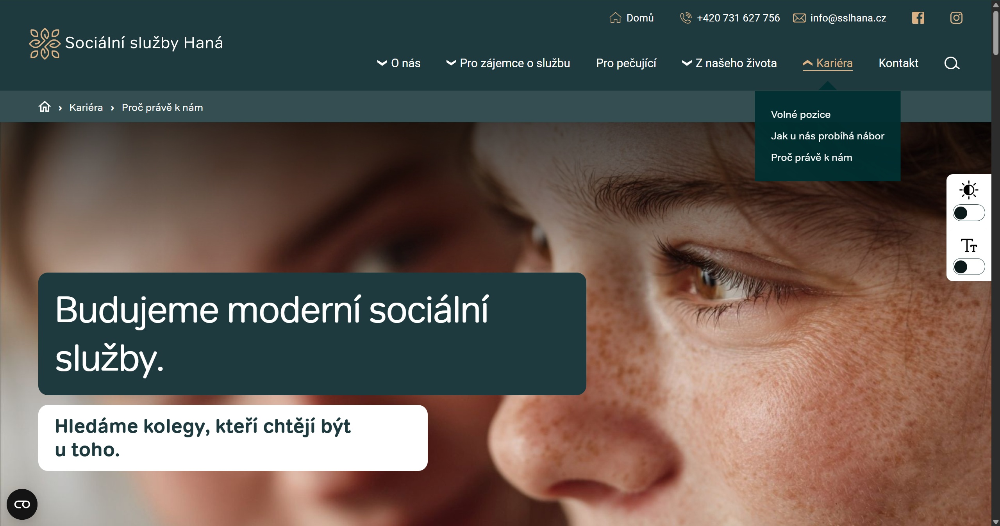 Domů
+420 731 627 756
info@sslhana.cz
Sociální služby Haná
O nás
Pro zájemce o službu
Pro pečující
Z našeho života
Kariéra
Kontakt
Kariéra › Proč právě k nám
Volné pozice
Jak u nás probíhá nábor
Proč právě k nám
Tт
Budujeme moderní sociální
služby.
Hledáme kolegy, kteří chtějí být
u toho.